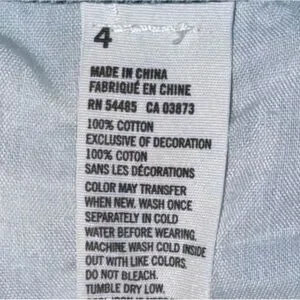 4
MADE IN CHINA
FABRIQUÉ EN CHINE
RN 54485 CA 03873
100% COTTON
EXCLUSIVE OF DECORATION
100% COTON
SANS LES DÉCORATIONS
COLOR MAY TRANSFER
WHEN NEW. WASH ONCE
SEPARATELY IN COLD
WATER BEFORE WEARING.
MACHINE WASH COLD INSIDE
OUT WITH LIKE COLORS.
DO NOT BLEACH.
TUMBLE DRY LOW.